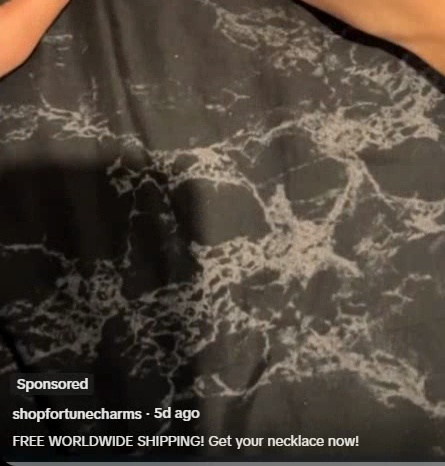 Sponsored
shopfortunecharms · 5d ago
FREE WORLDWIDE SHIPPING! Get your necklace now!